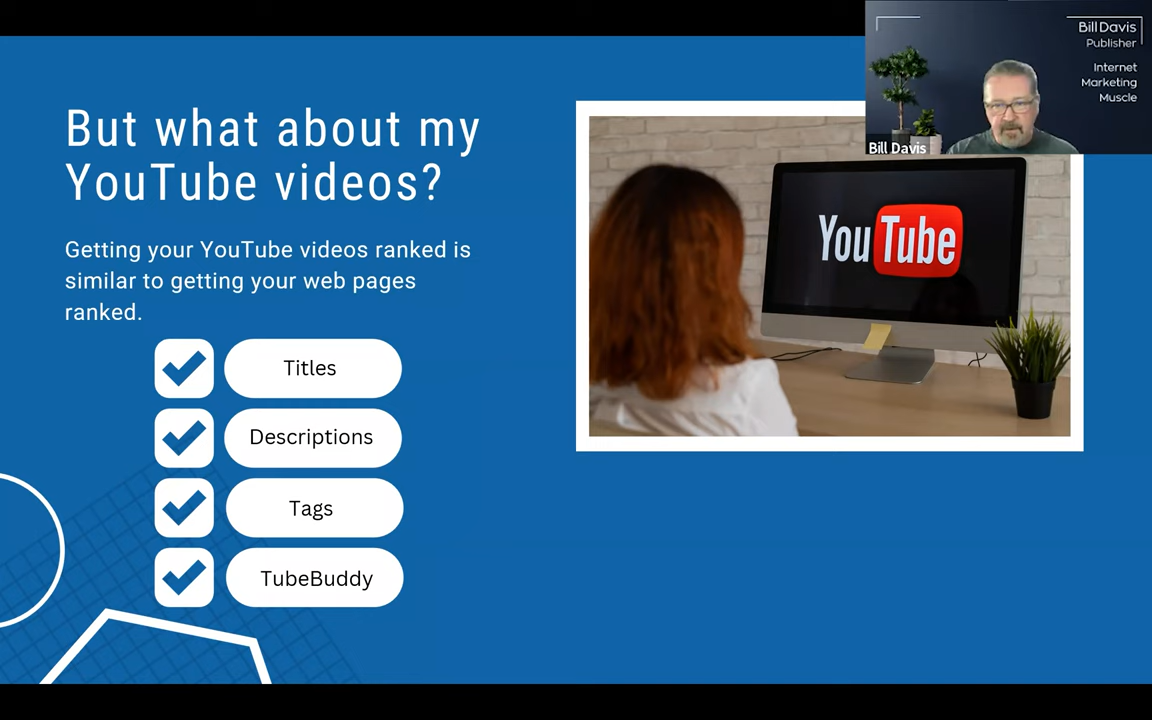 But what about my
YouTube videos?
Getting your YouTube videos ranked is
similar to getting your web pages
ranked.
Titles
Descriptions
Tags
TubeBuddy
YouTube
Bill Davis
Publisher
Internet
Marketing
Muscle
Bill Davis